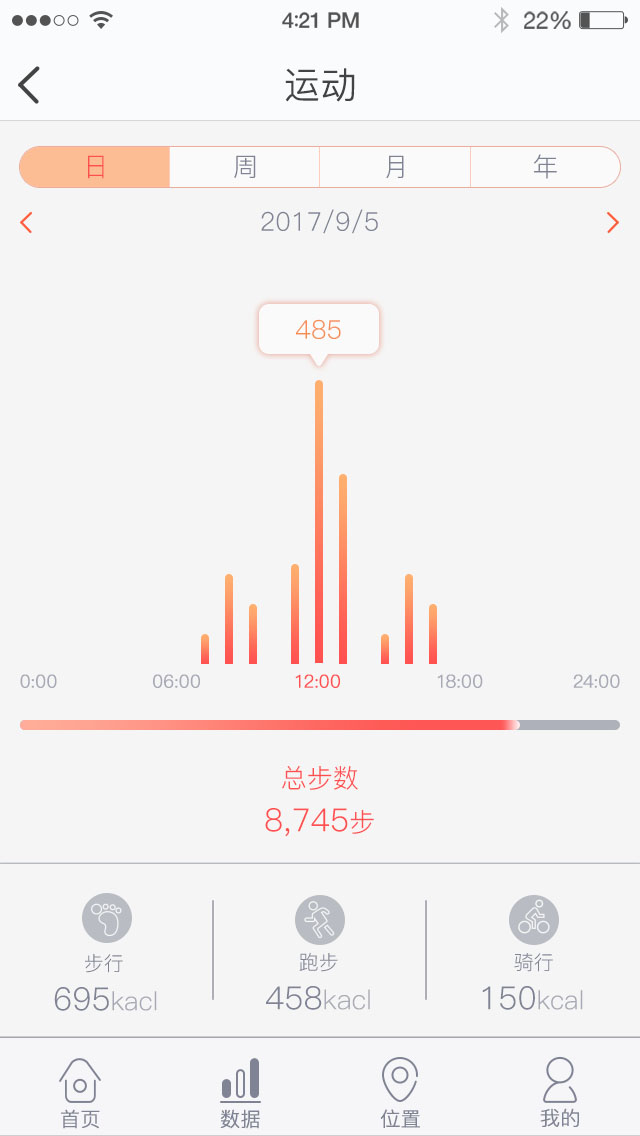 4:21 PM
22%
运动
日 周 月 年
2017/9/5
485
0:00 06:00 12:00 18:00 24:00
总步数
8,745步
步行 跑步 骑行
695kacl 458kacl 150kcal
首页 数据 位置 我的